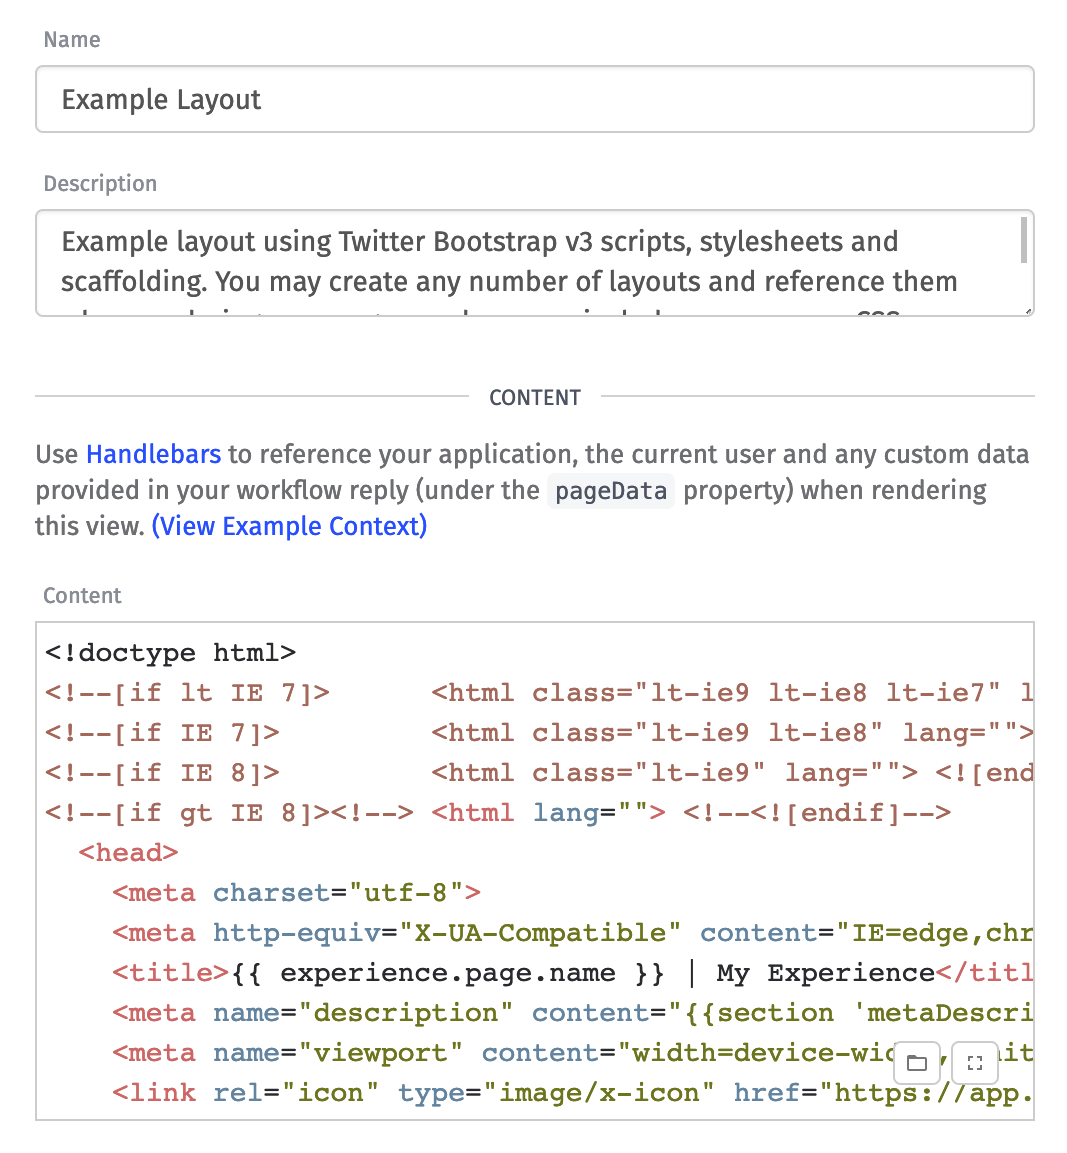 Name
Example Layout
Description
Example layout using Twitter Bootstrap v3 scripts, stylesheets and
scaffolding. You may create any number of layouts and reference them
CONTENT
Use Handlebars to reference your application, the current user and any custom data
provided in your workflow reply (under the pageData property) when rendering
this view. (View Example Context)
Content
<!doctype html>
<!--[if lt IE 7]>      <html class="lt-ie9 lt-ie8 lt-ie7" l
<!--[if IE 7]>         <html class="lt-ie9 lt-ie8" lang="">
<!--[if IE 8]>         <html class="lt-ie9" lang=""> <![end
<!--[if gt IE 8]><!--> <html lang=""> <!--<![endif]-->
  <head>
    <meta charset="utf-8">
    <meta http-equiv="X-UA-Compatible" content="IE=edge,chr
    <title>{{ experience.page.name }} | My Experience</titl
    <meta name="description" content="{{section 'metaDescri
    <meta name="viewport" content="width=device-wid
    <link rel="icon" type="image/x-icon" href="https://app.